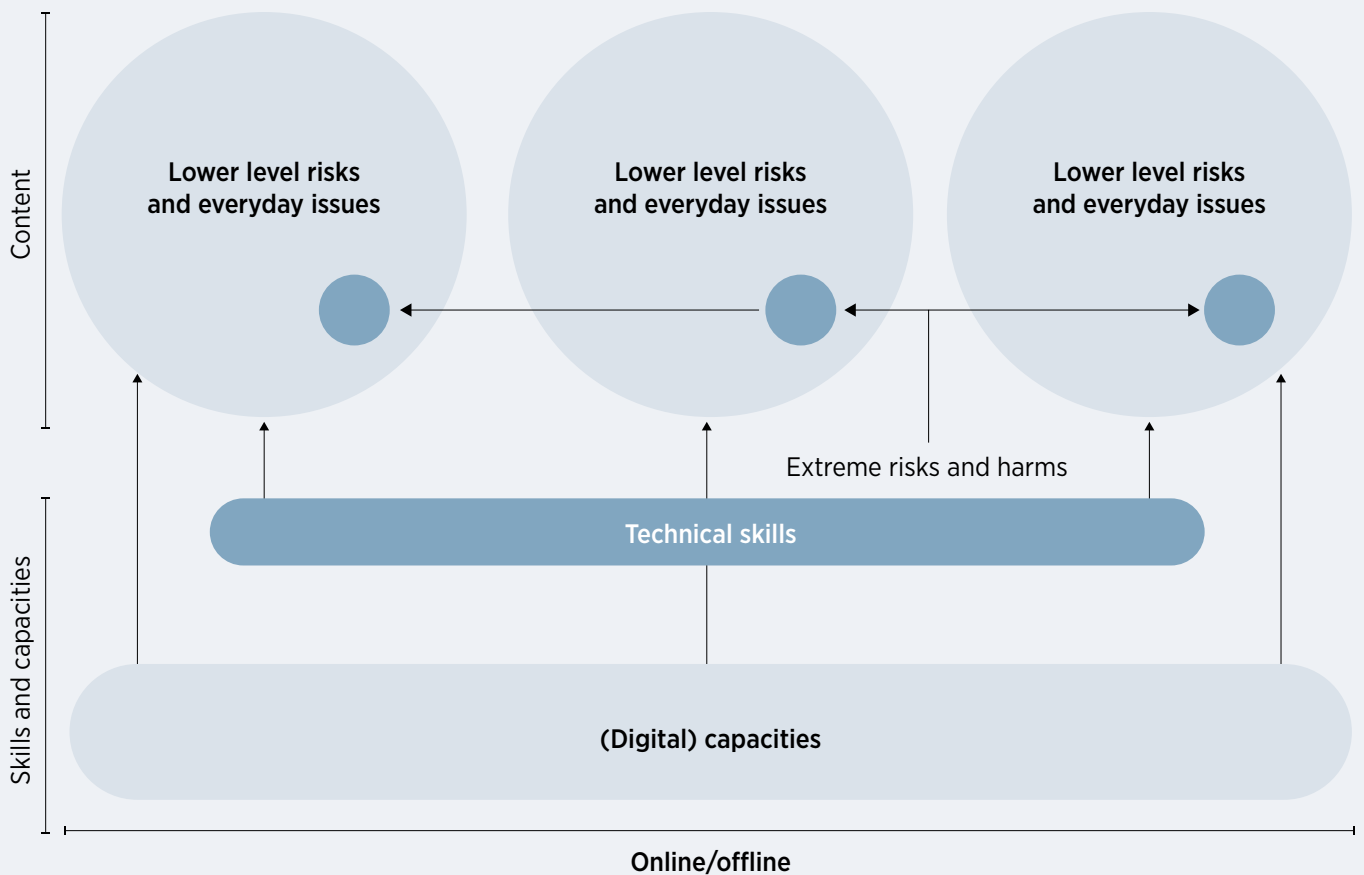 Content
Lower level risks
and everyday issues
Lower level risks
and everyday issues
Lower level risks
and everyday issues
Extreme risks and harms
Skills and capacities
Technical skills
(Digital) capacities
Online/offline